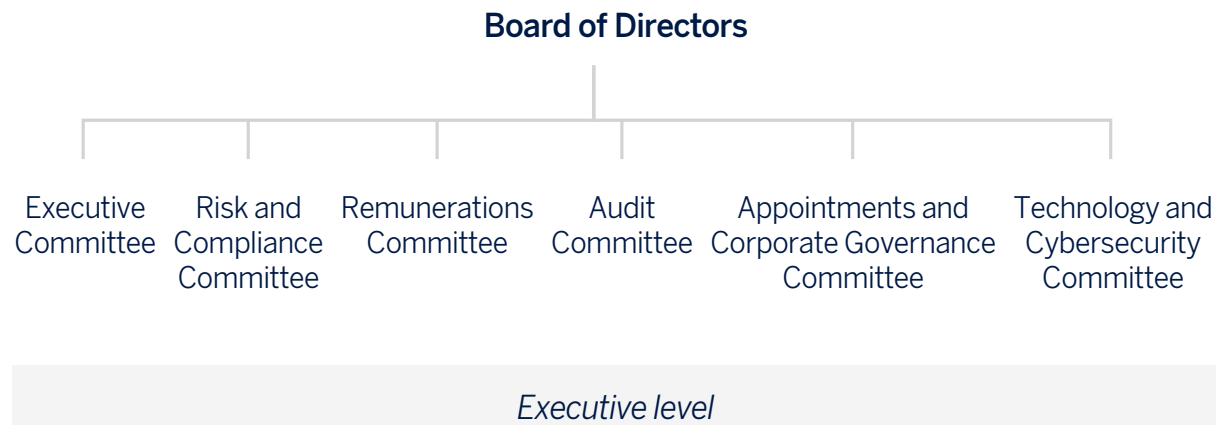 Board of Directors
Executive
Committee
Risk and
Compliance
Committee
Remunerations
Committee
Audit
Committee
Appointments and
Corporate Governance
Committee
Technology and
Cybersecurity
Committee
Executive level